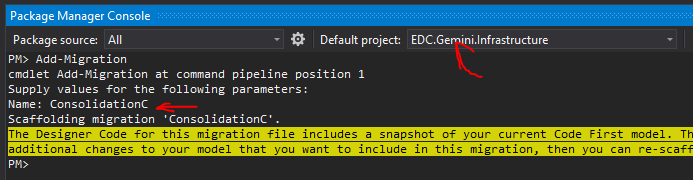 Package Manager Console
Package source: All Default project: EDC.Gemini.Infrastructure
PM> Add-Migration
cmdlet Add-Migration at command pipeline position 1
Supply values for the following parameters:
Name: ConsolidationC
Scaffolding migration 'ConsolidationC'.
The Designer Code for this migration file includes a snapshot of your current Code First model. Th
additional changes to your model that you want to include in this migration, then you can re-scaff
PM>